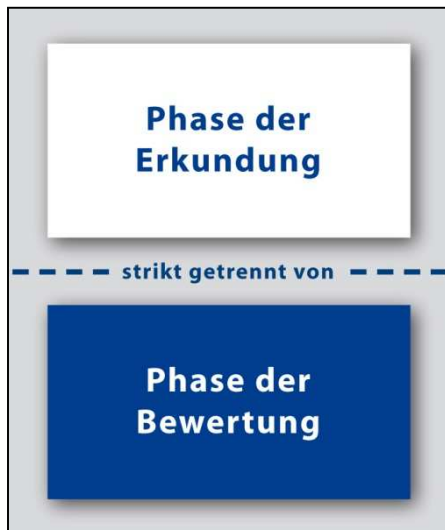 Phase der
Erkundung
strikt getrennt von
Phase der
Bewertung